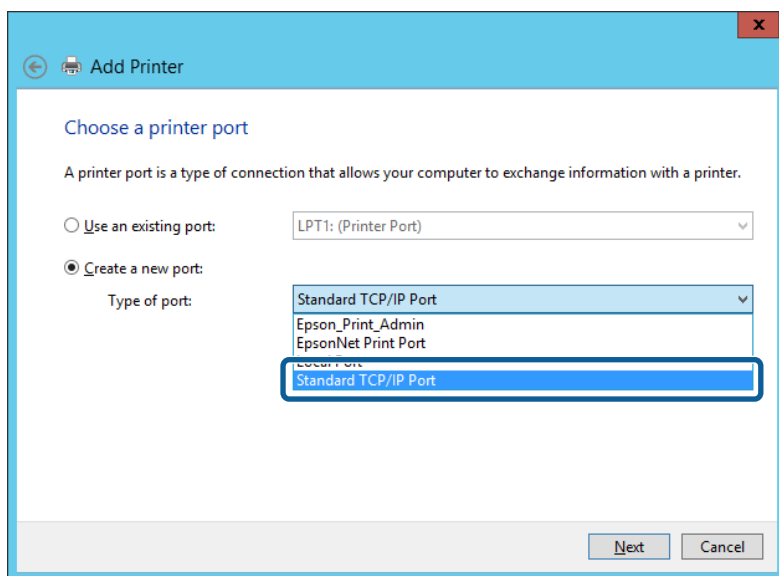 x
Add Printer
Choose a printer port
A printer port is a type of connection that allows your computer to exchange information with a printer.
Use an existing port:
LPT1: (Printer Port)
Create a new port:
Type of port:
Standard TCP/IP Port
Epson_Print_Admin
EpsonNet Print Port
Local Port
Standard TCP/IP Port
Next
Cancel